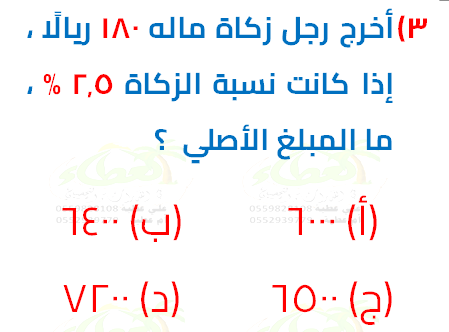 ٣) أخرج رجل زكاة ماله ١٨٠ ريالًا ،
إذا كانت نسبة الزكاة ٢,٥ % ،
ما المبلغ الأصلي ؟
(أ) ٦٠٠٠ (ب) ٦٤٠٠
(ج) ٦٥٠٠ (د) ٧٢٠٠